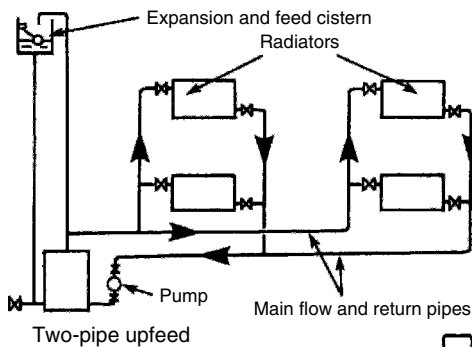 Expansion and feed cistern
Radiators
Pump
Main flow and return pipes
Two-pipe upfeed